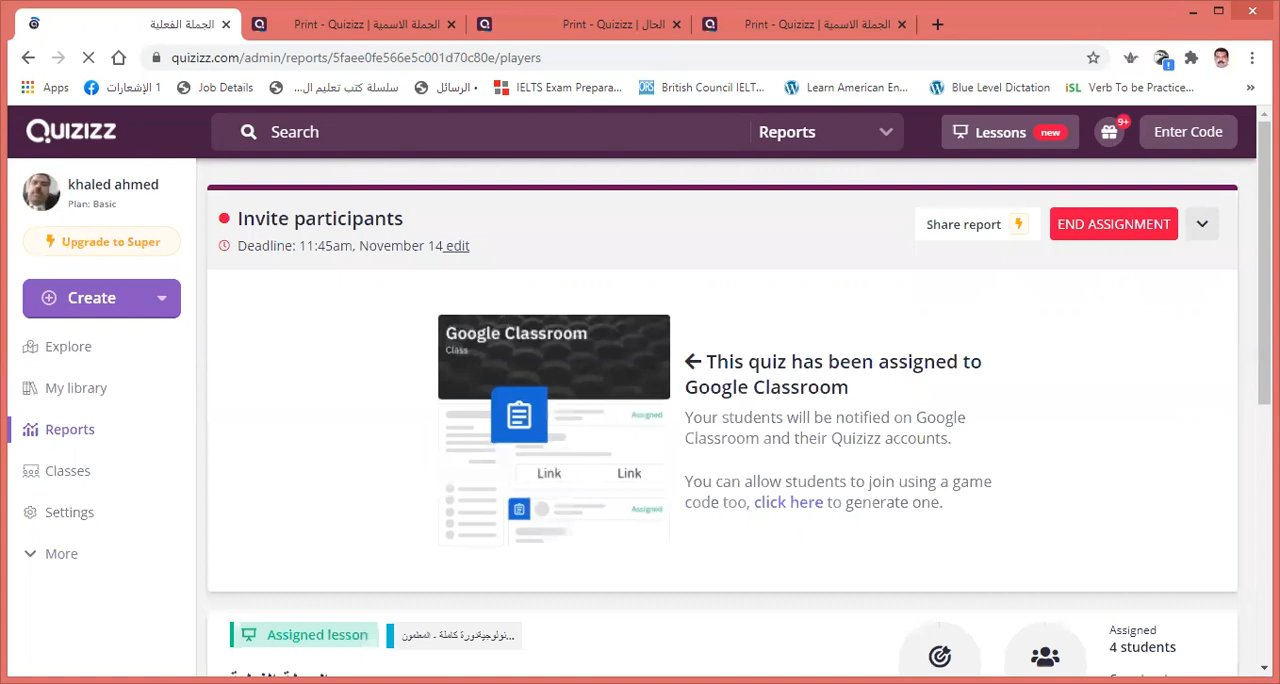 الجملة الفعلية
الجملة الاسمية | Print - Quizizz
الحال | Print - Quizizz
الجملة الاسمية | Print - Quizizz
quizizz.com/admin/reports/5faee0fe566e5c001d70c80e/players
Apps
1 الإشعارات
Job Details
سلسلة كتب تعليم ال...
الرسائل •
IELTS Exam Prepara...
British Council IELT...
Learn American En...
Blue Level Dictation
Verb To be Practice...
»
QUIZIZZ
Search
Reports
Lessons new
9+
Enter Code
khaled ahmed
Plan: Basic
Upgrade to Super
Create
Explore
My library
Reports
Classes
Settings
More
Invite participants
Deadline: 11:45am, November 14 edit
Share report
END ASSIGNMENT
Google Classroom
Class
Assigned
Link
Link
Assigned
This quiz has been assigned to
Google Classroom
Your students will be notified on Google
Classroom and their Quizizz accounts.
You can allow students to join using a game
code too, click here to generate one.
Assigned lesson
...نولوجيةدورة كاملة - المعلمون
Assigned
4 students